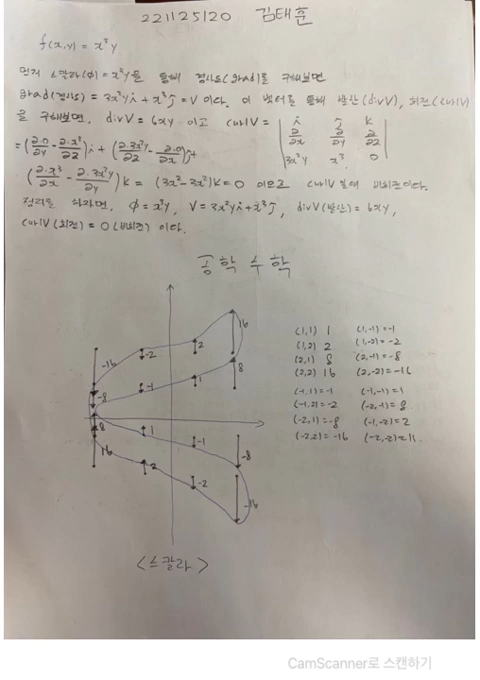 221125120 김태훈
f(x,y) = x³y
먼저 스칼라(φ) = x³y을 통해 경사도(grad)를 구해보면
grad(경사도) = 3x²yi + x³j = V 이다. 이 벡터를 통해 발산(divV), 회전(curlV)
을 구해보면, divV = 6xy 이고 curlV = | i j k |
| ∂/∂x ∂/∂y ∂/∂z |
| 3x²y x³ 0 |
= (∂·0/∂y - ∂·x³/∂z)i + (∂·3x²y/∂z - ∂·0/∂x)j +
(∂·x³/∂x - ∂·3x²y/∂y)k = (3x²-3x²)k = 0 이므로 curlV 비회전이다.
정리를 하자면, φ = x³y, V = 3x²yi + x³j, divV(발산) = 6xy,
curlV(회전) = 0 (비회전) 이다.
공학수학
16
2
-2
-16
8
1
-1
-8
8
1
-1
-8
16
2
-2
-16
(1,1) 1 (1,-1) = -1
(1,2) 2 (1,-2) = -2
(2,1) 8 (2,-1) = -8
(2,2) 16 (2,-2) = -16
(-1,1) = -1 (-1,-1) = 1
(-1,2) = -2 (-2,-1) = 8
(-2,1) = -8 (-1,-2) = 2
(-2,2) = -16 (-2,-2) = 1
<스칼라>
CamScanner로 스캔하기